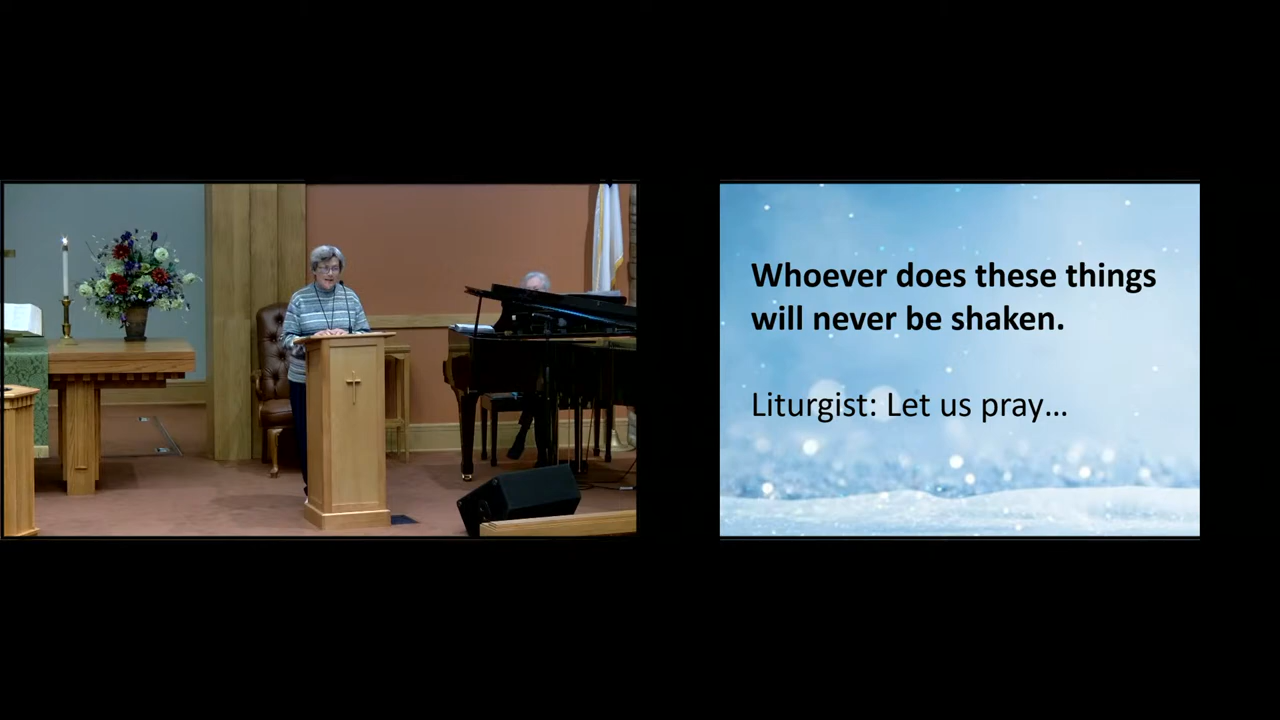 Whoever does these things
will never be shaken.
Liturgist: Let us pray...